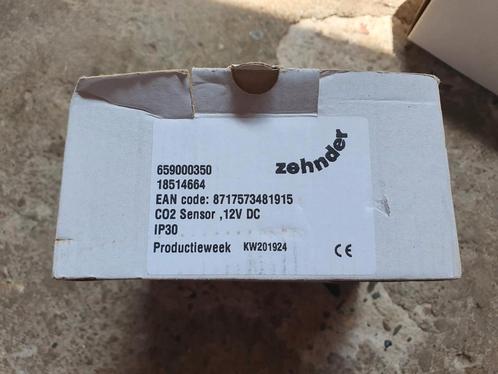 zehnder
659000350
18514664
EAN code: 8717573481915
CO2 Sensor ,12V DC
IP30
Productieweek KW201924
CE